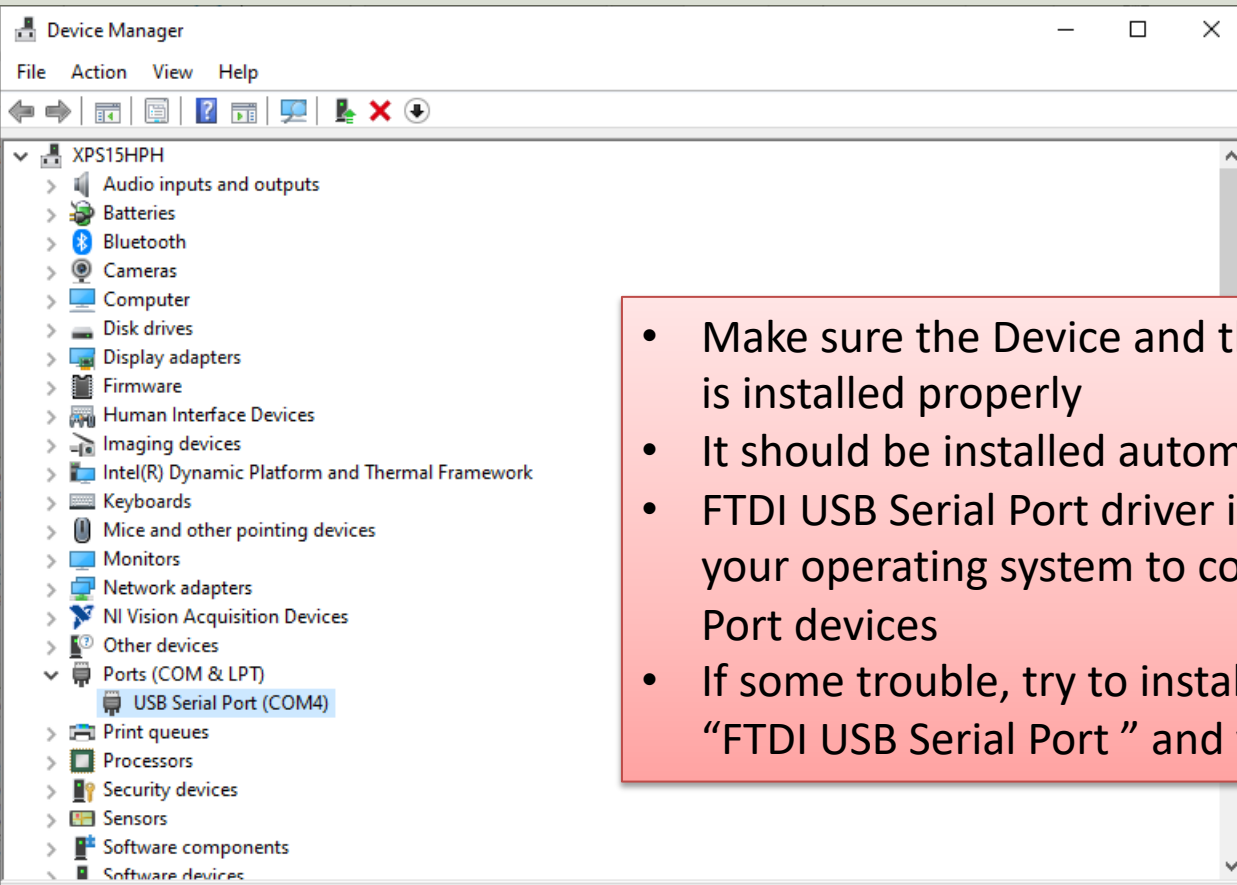 Device Manager
File Action View Help
XPS15HPH
Audio inputs and outputs
Batteries
Bluetooth
Cameras
Computer
Disk drives
Display adapters
Firmware
Human Interface Devices
Imaging devices
Intel(R) Dynamic Platform and Thermal Framework
Keyboards
Mice and other pointing devices
Monitors
Network adapters
NI Vision Acquisition Devices
Other devices
Ports (COM & LPT)
USB Serial Port (COM4)
Print queues
Processors
Security devices
Sensors
Software components
Software devices
• Make sure the Device and
is installed properly
• It should be installed
• FTDI USB Serial Port driver
your operating system to
Port devices
• If some trouble, try to
“FTDI USB Serial Port ” and